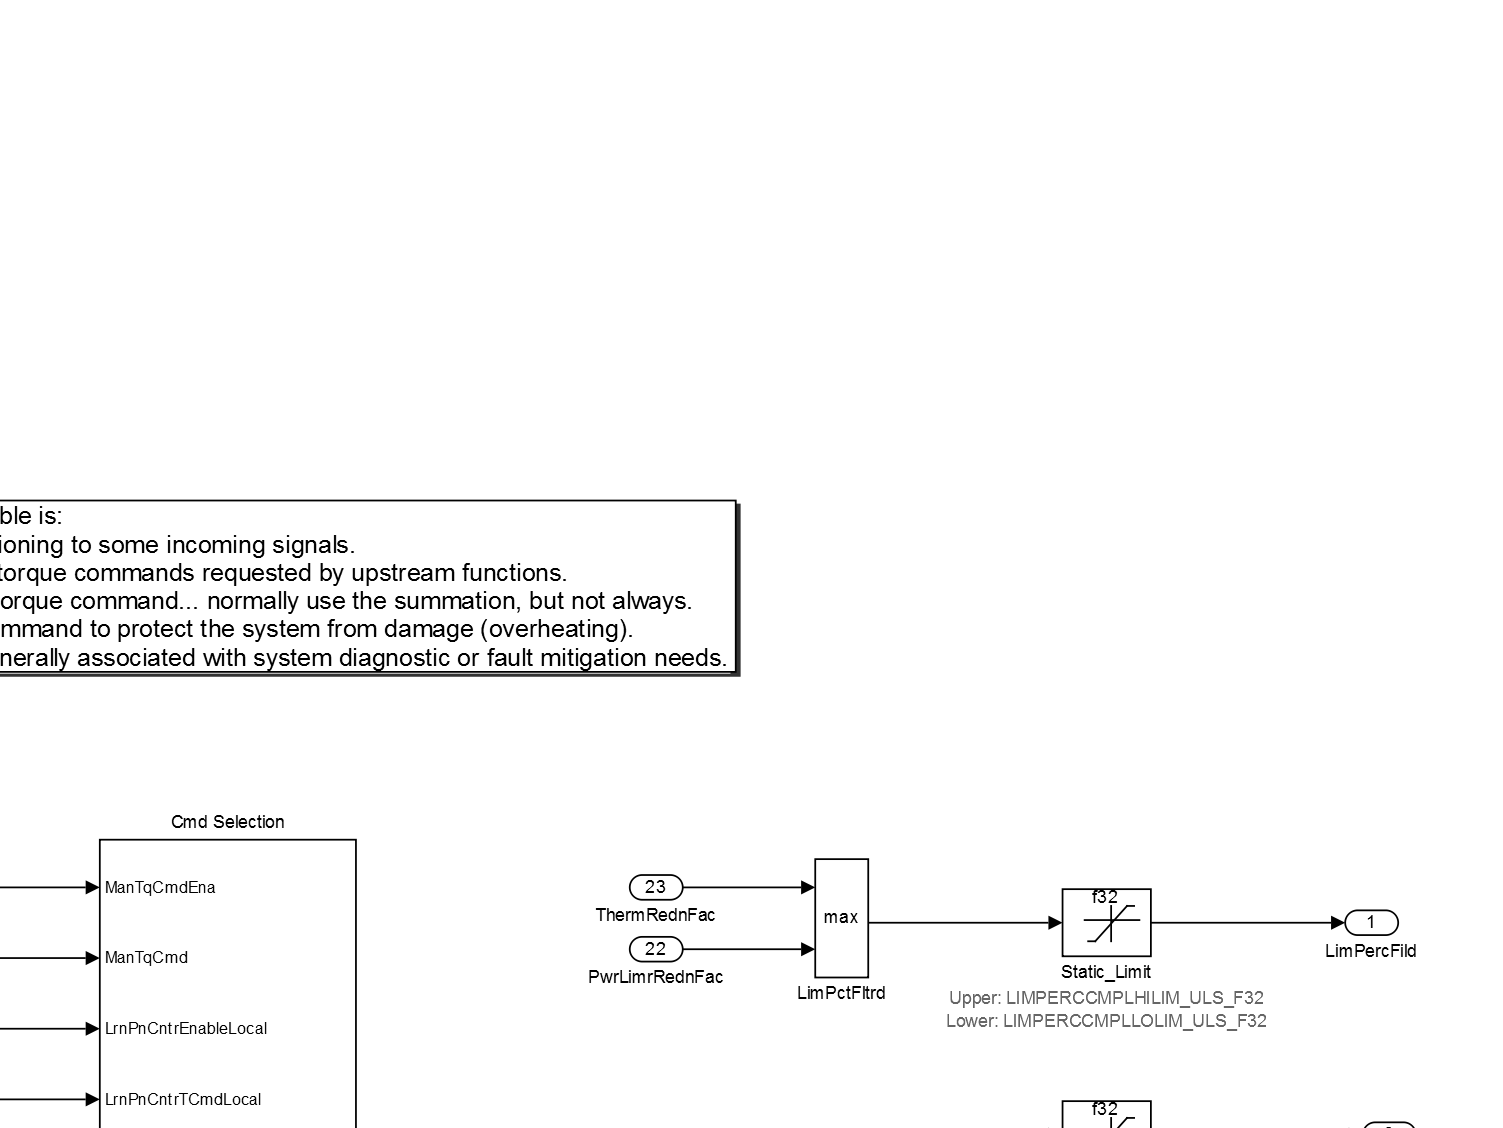 ble is:
ioning to some incoming signals.
torque commands requested by upstream functions.
orque command... normally use the summation, but not always.
mmand to protect the system from damage (overheating).
nerally associated with system diagnostic or fault mitigation needs.
Cmd Selection
ManTqCmdEna
ManTqCmd
LrnPnCntrEnableLocal
LrnPnCntrTCmdLocal
23
ThermRednFac
22
PwrLimrRednFac
max
LimPctFltrd
f32
Static_Limit
Upper: LIMPERCCMPLHILIM_ULS_F32
Lower: LIMPERCCMPLLOLIM_ULS_F32
1
LimPercFild
f32